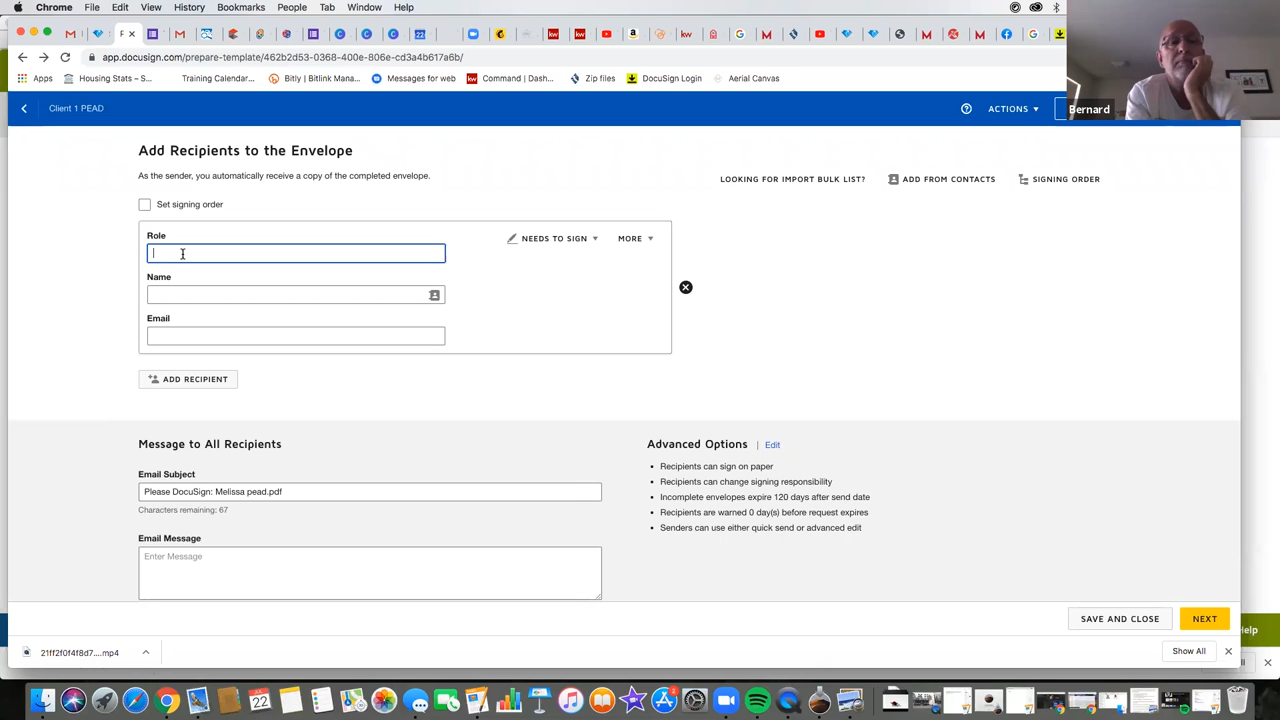 Chrome File Edit View History Bookmarks People Tab Window Help
app.docusign.com/prepare-template/462b2d53-0368-400e-806e-cd3a4b617a6b/
Apps Housing Stats – S... Training Calendar... Bitly | Bitlink Mana... Messages for web Command | Dash... Zip files DocuSign Login Aerial Canvas
Client 1 PEAD ACTIONS
Bernard
Add Recipients to the Envelope
As the sender, you automatically receive a copy of the completed envelope.
LOOKING FOR IMPORT BULK LIST? ADD FROM CONTACTS SIGNING ORDER
Set signing order
Role
NEEDS TO SIGN MORE
Name
Email
ADD RECIPIENT
Message to All Recipients
Email Subject
Please DocuSign: Melissa pead.pdf
Characters remaining: 67
Email Message
Enter Message
Advanced Options | Edit
Recipients can sign on paper
Recipients can change signing responsibility
Incomplete envelopes expire 120 days after send date
Recipients are warned 0 day(s) before request expires
Senders can use either quick send or advanced edit
SAVE AND CLOSE NEXT
Help
21ff2f0f4f8d7....mp4
Show All
JUL
22